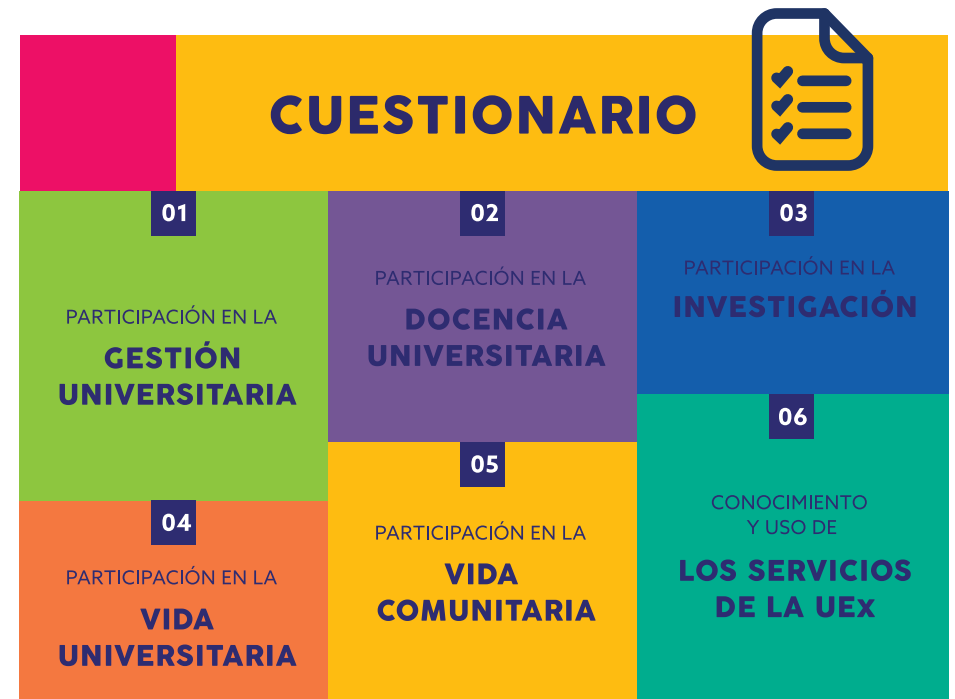 CUESTIONARIO
01
PARTICIPACIÓN EN LA
GESTIÓN
UNIVERSITARIA
02
PARTICIPACIÓN EN LA
DOCENCIA
UNIVERSITARIA
03
PARTICIPACIÓN EN LA
INVESTIGACIÓN
04
PARTICIPACIÓN EN LA
VIDA
UNIVERSITARIA
05
PARTICIPACIÓN EN LA
VIDA
COMUNITARIA
06
CONOCIMIENTO
Y USO DE
LOS SERVICIOS
DE LA UEx